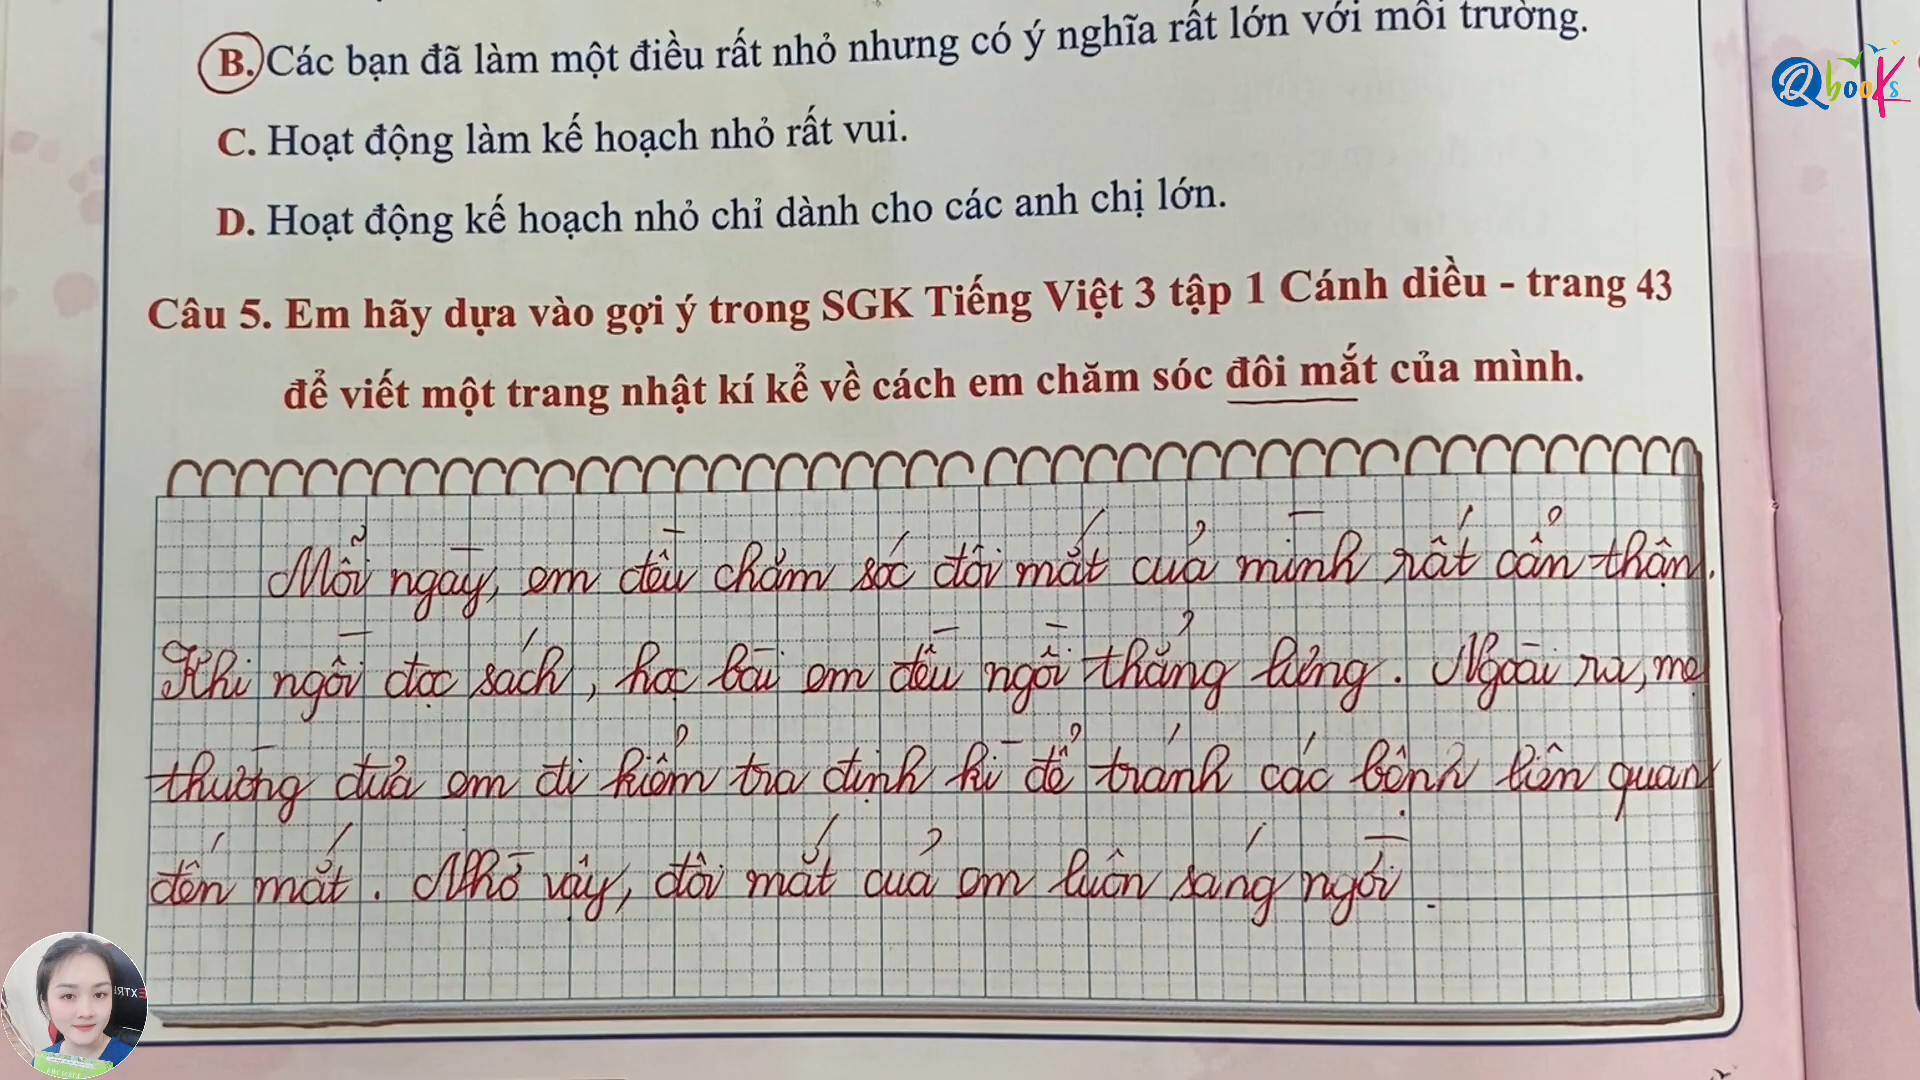 B. Các bạn đã làm một điều rất nhỏ nhưng có ý nghĩa rất lớn với môi trường.
Qbooks
C. Hoạt động làm kế hoạch nhỏ rất vui.
D. Hoạt động kế hoạch nhỏ chỉ dành cho các anh chị lớn.
Câu 5. Em hãy dựa vào gợi ý trong SGK Tiếng Việt 3 tập 1 Cánh diều - trang 43
để viết một trang nhật kí kể về cách em chăm sóc đôi mắt của mình.
Mỗi ngày, em đều chăm sóc đôi mắt của mình rất cẩn thận.
Khi ngồi đọc sách, học bài em đều ngồi thẳng lưng. Ngoài ra, mẹ
thường đưa em đi kiểm tra định kì để tránh các bệnh liên quan
đến mắt. Nhờ vậy, đôi mắt của em luôn sáng ngời.